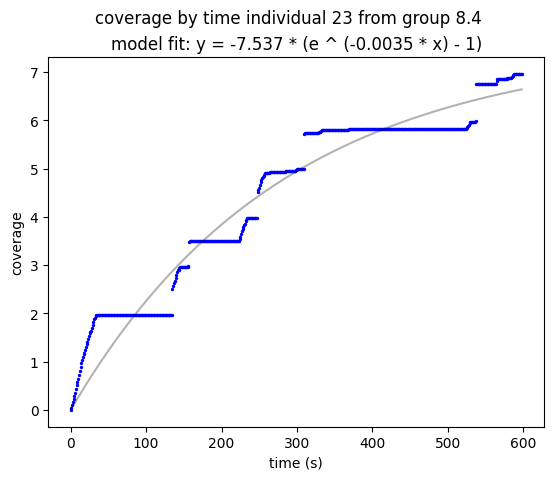 coverage by time individual 23 from group 8.4
model fit: y = -7.537 * (e ^ (-0.0035 * x) - 1)
7
6
5
4
3
2
1
0
coverage
0 100 200 300 400 500 600
time (s)